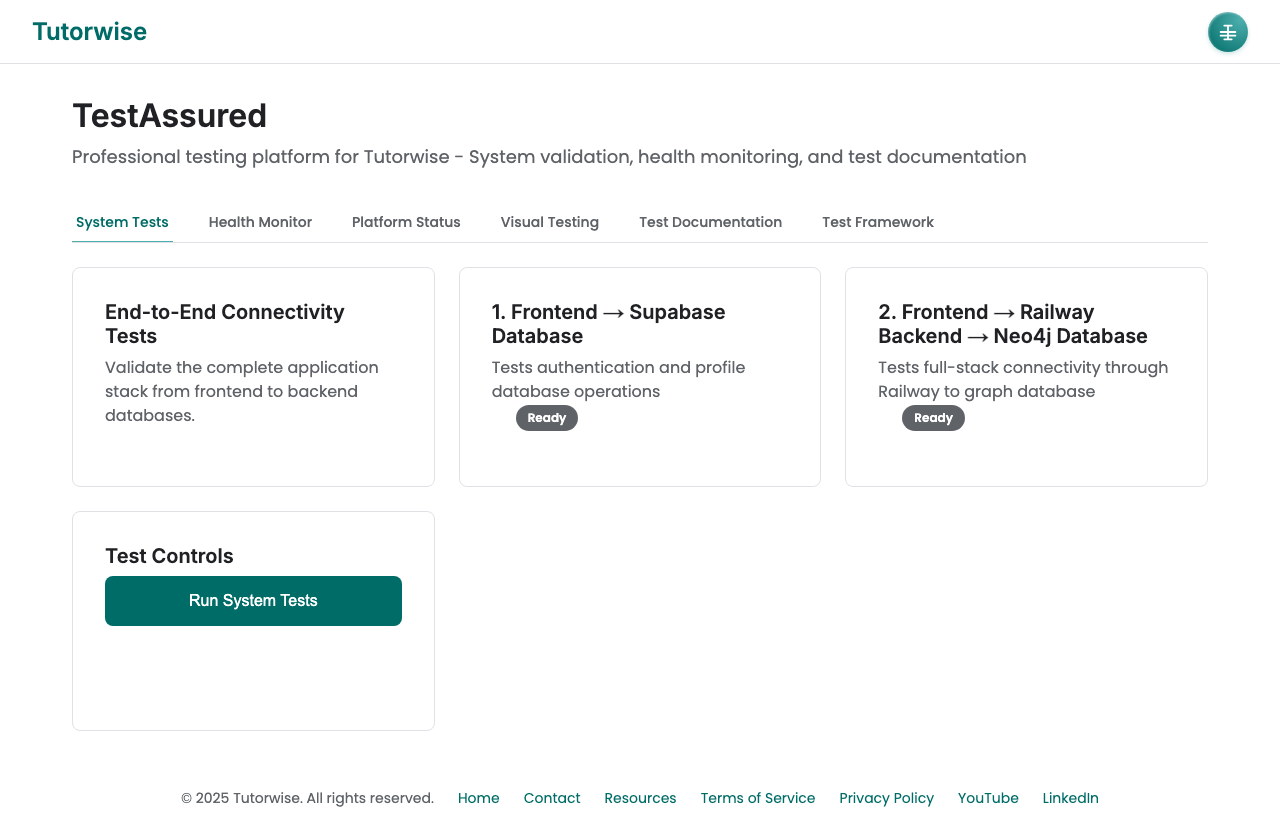 Tutorwise
TestAssured
Professional testing platform for Tutorwise - System validation, health monitoring, and test documentation
System Tests
Health Monitor
Platform Status
Visual Testing
Test Documentation
Test Framework
End-to-End Connectivity
Tests
Validate the complete application
stack from frontend to backend
databases.
1. Frontend → Supabase
Database
Tests authentication and profile
database operations
Ready
2. Frontend → Railway
Backend → Neo4j Database
Tests full-stack connectivity through
Railway to graph database
Ready
Test Controls
Run System Tests
© 2025 Tutorwise. All rights reserved.
Home
Contact
Resources
Terms of Service
Privacy Policy
YouTube
LinkedIn